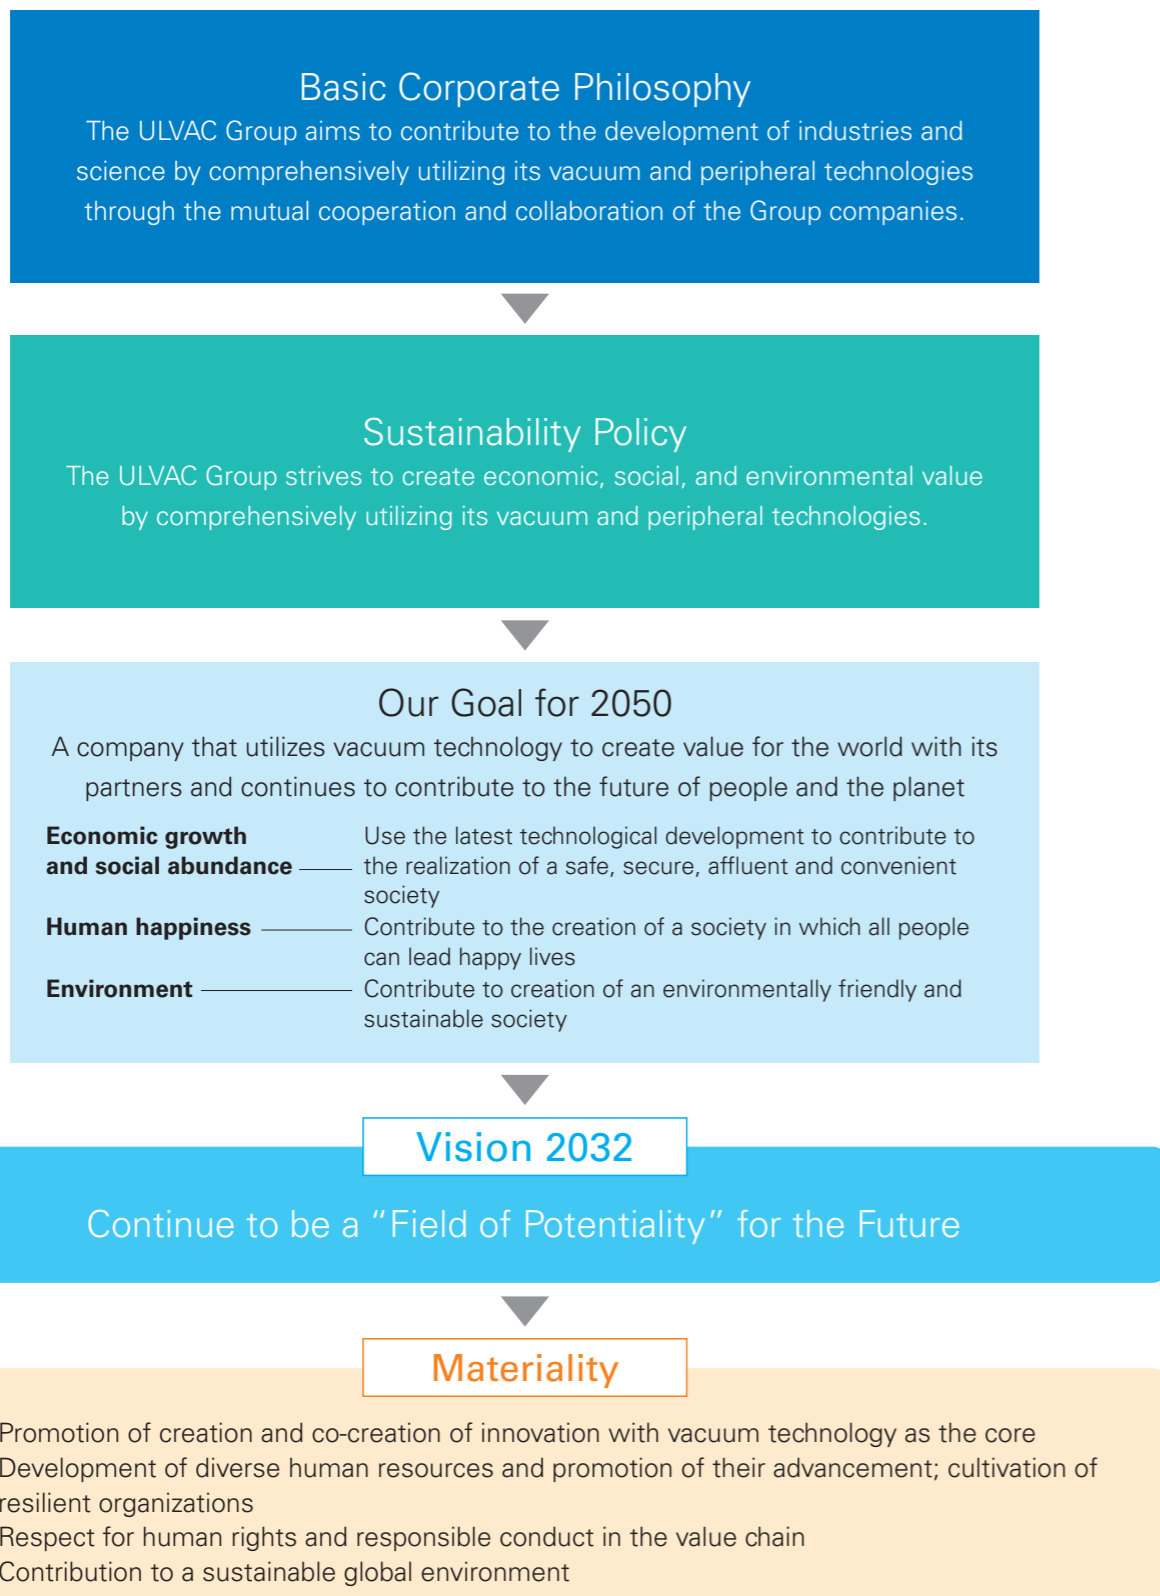 Basic Corporate Philosophy
The ULVAC Group aims to contribute to the development of industries and
science by comprehensively utilizing its vacuum and peripheral technologies
through the mutual cooperation and collaboration of the Group companies.
Sustainability Policy
The ULVAC Group strives to create economic, social, and environmental value
by comprehensively utilizing its vacuum and peripheral technologies.
Our Goal for 2050
A company that utilizes vacuum technology to create value for the world with its
partners and continues to contribute to the future of people and the planet
Economic growth
and social abundance
Use the latest technological development to contribute to
the realization of a safe, secure, affluent and convenient
society
Human happiness
Contribute to the creation of a society in which all people
can lead happy lives
Environment
Contribute to creation of an environmentally friendly and
sustainable society
Vision 2032
Continue to be a “Field of Potentiality” for the Future
Materiality
Promotion of creation and co-creation of innovation with vacuum technology as the core
Development of diverse human resources and promotion of their advancement; cultivation of
resilient organizations
Respect for human rights and responsible conduct in the value chain
Contribution to a sustainable global environment